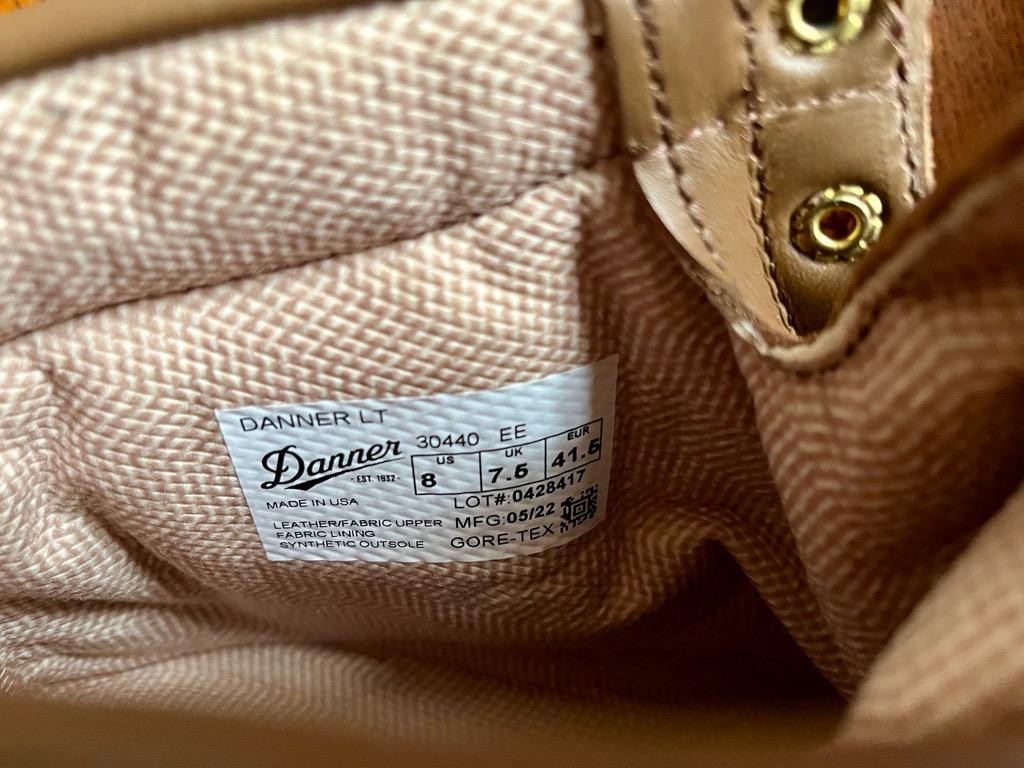 DANNER LT
Danner 30440 EE
- EST. 1932 -
US UK EUR
8 7.5 41.5
MADE IN USA
LOT#:0428417
LEATHER/FABRIC UPPER
FABRIC LINING
SYNTHETIC OUTSOLE
MFG:05/22
GORE-TEX